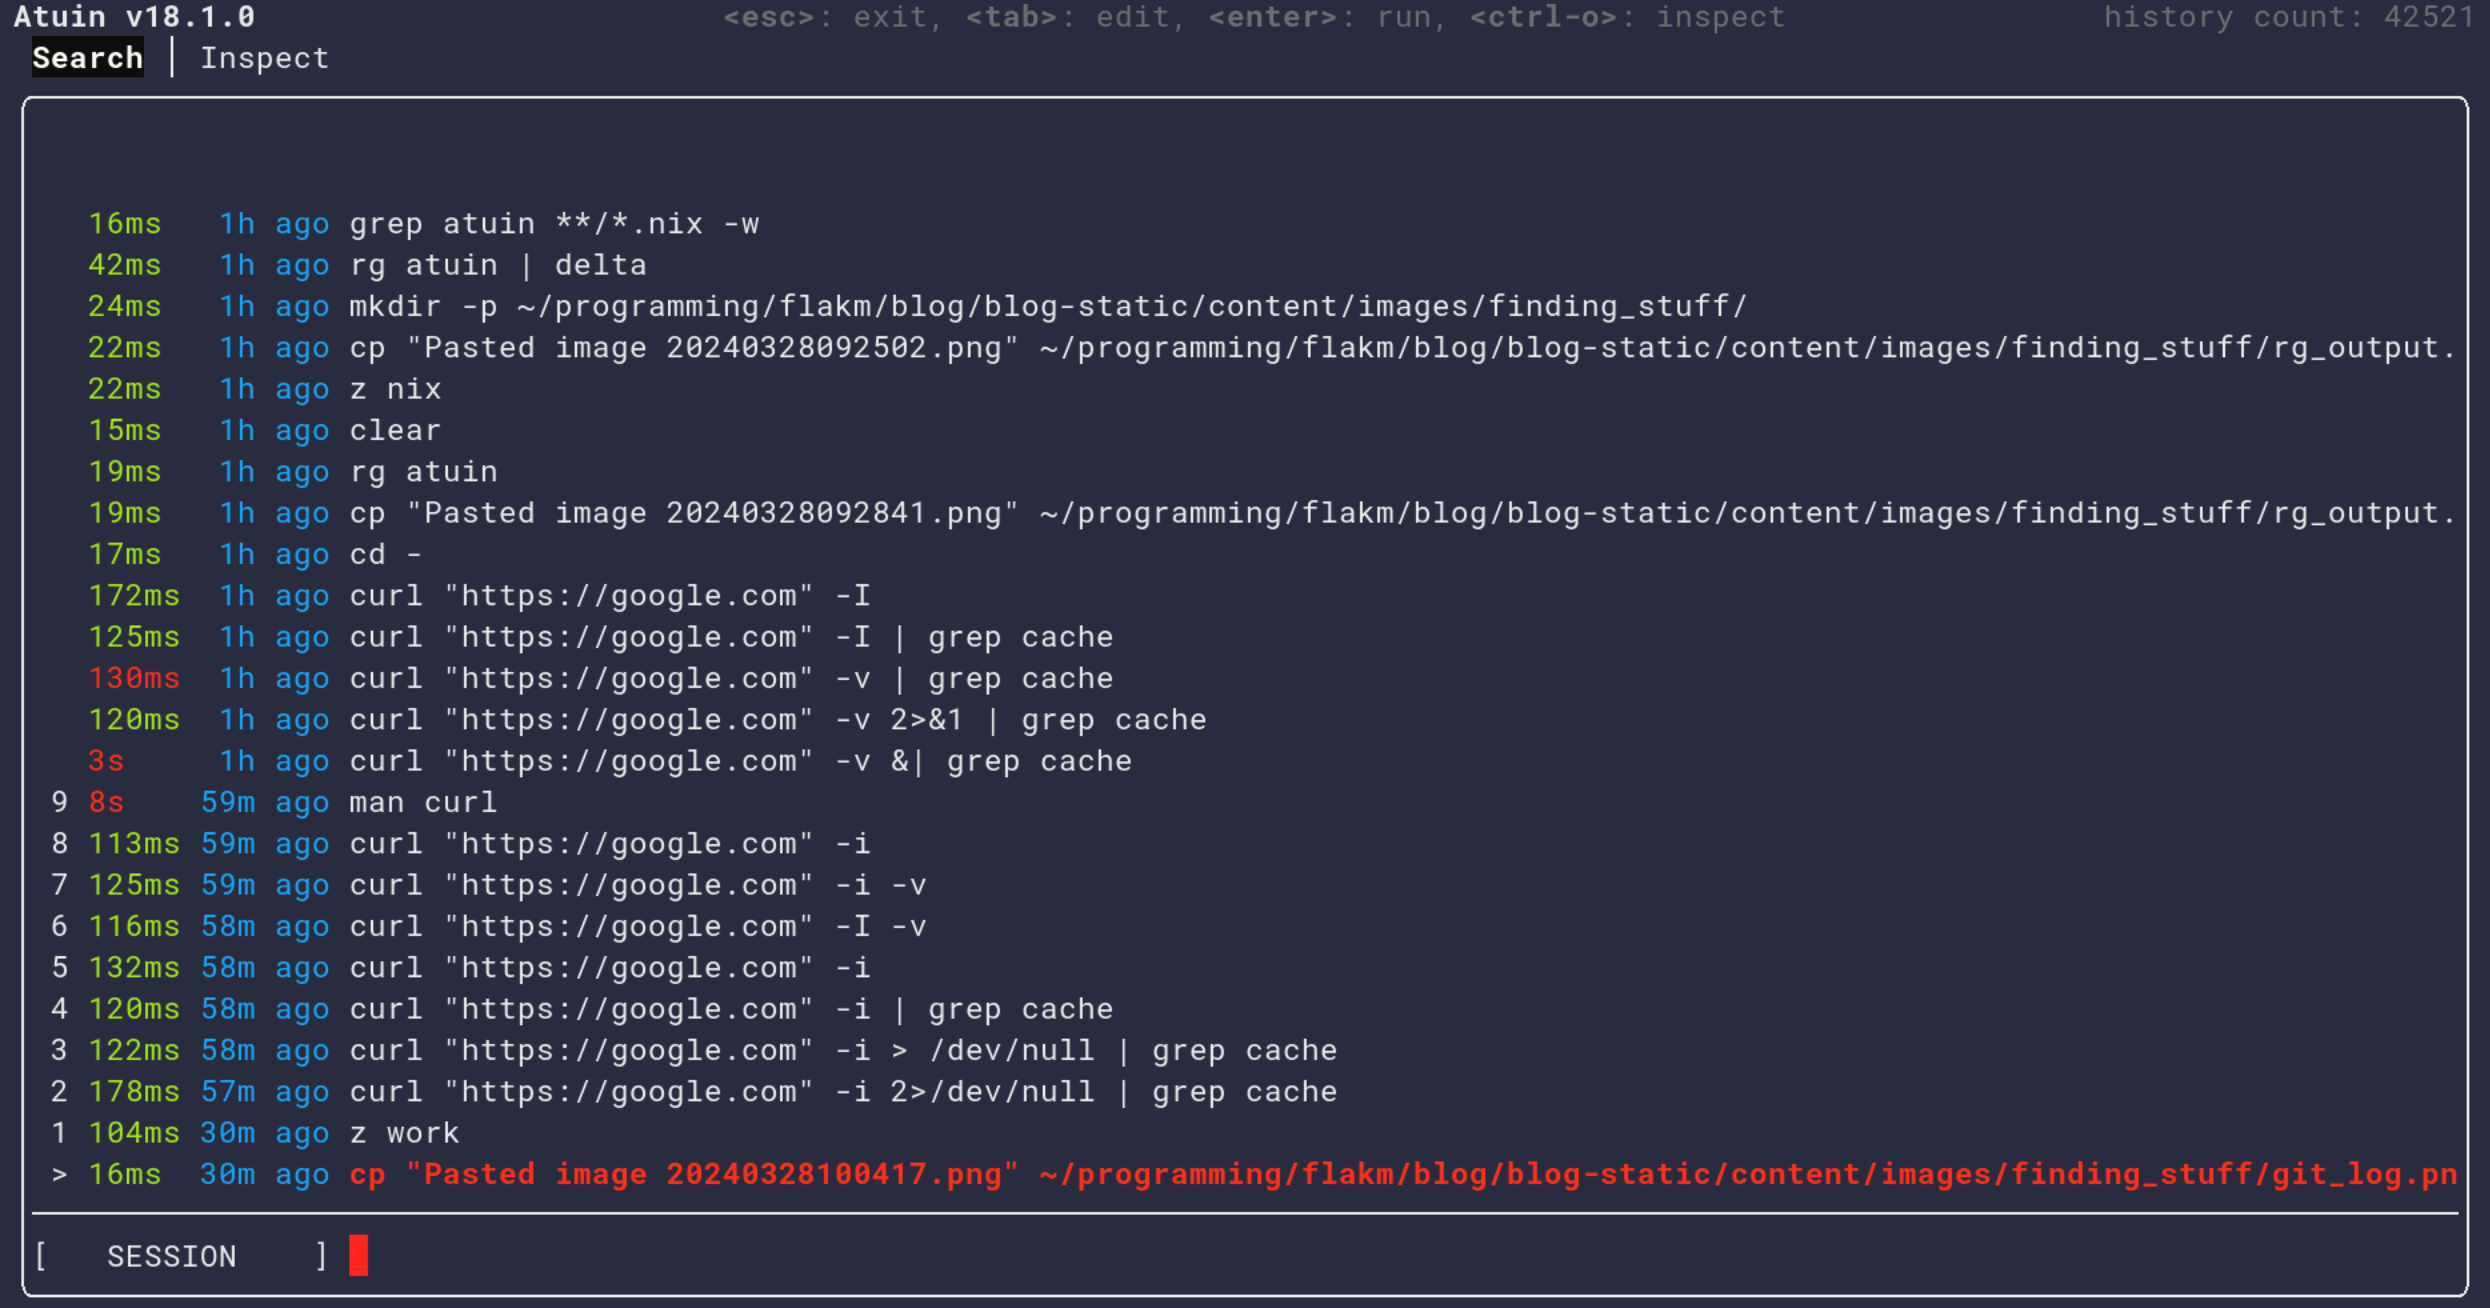 Atuin v18.1.0 <esc>: exit, <tab>: edit, <enter>: run, <ctrl-o>: inspect history count: 42521
Search | Inspect
16ms 1h ago grep atuin **/*.nix -w
42ms 1h ago rg atuin | delta
24ms 1h ago mkdir -p ~/programming/flakm/blog/blog-static/content/images/finding_stuff/
22ms 1h ago cp "Pasted image 20240328092502.png" ~/programming/flakm/blog/blog-static/content/images/finding_stuff/rg_output.
22ms 1h ago z nix
15ms 1h ago clear
19ms 1h ago rg atuin
19ms 1h ago cp "Pasted image 20240328092841.png" ~/programming/flakm/blog/blog-static/content/images/finding_stuff/rg_output.
17ms 1h ago cd -
172ms 1h ago curl "https://google.com" -I
125ms 1h ago curl "https://google.com" -I | grep cache
130ms 1h ago curl "https://google.com" -v | grep cache
120ms 1h ago curl "https://google.com" -v 2>&1 | grep cache
3s 1h ago curl "https://google.com" -v &| grep cache
9 8s 59m ago man curl
8 113ms 59m ago curl "https://google.com" -i
7 125ms 59m ago curl "https://google.com" -i -v
6 116ms 58m ago curl "https://google.com" -I -v
5 132ms 58m ago curl "https://google.com" -i
4 120ms 58m ago curl "https://google.com" -i | grep cache
3 122ms 58m ago curl "https://google.com" -i > /dev/null | grep cache
2 178ms 57m ago curl "https://google.com" -i 2>/dev/null | grep cache
1 104ms 30m ago z work
> 16ms 30m ago cp "Pasted image 20240328100417.png" ~/programming/flakm/blog/blog-static/content/images/finding_stuff/git_log.pn
[ SESSION ]